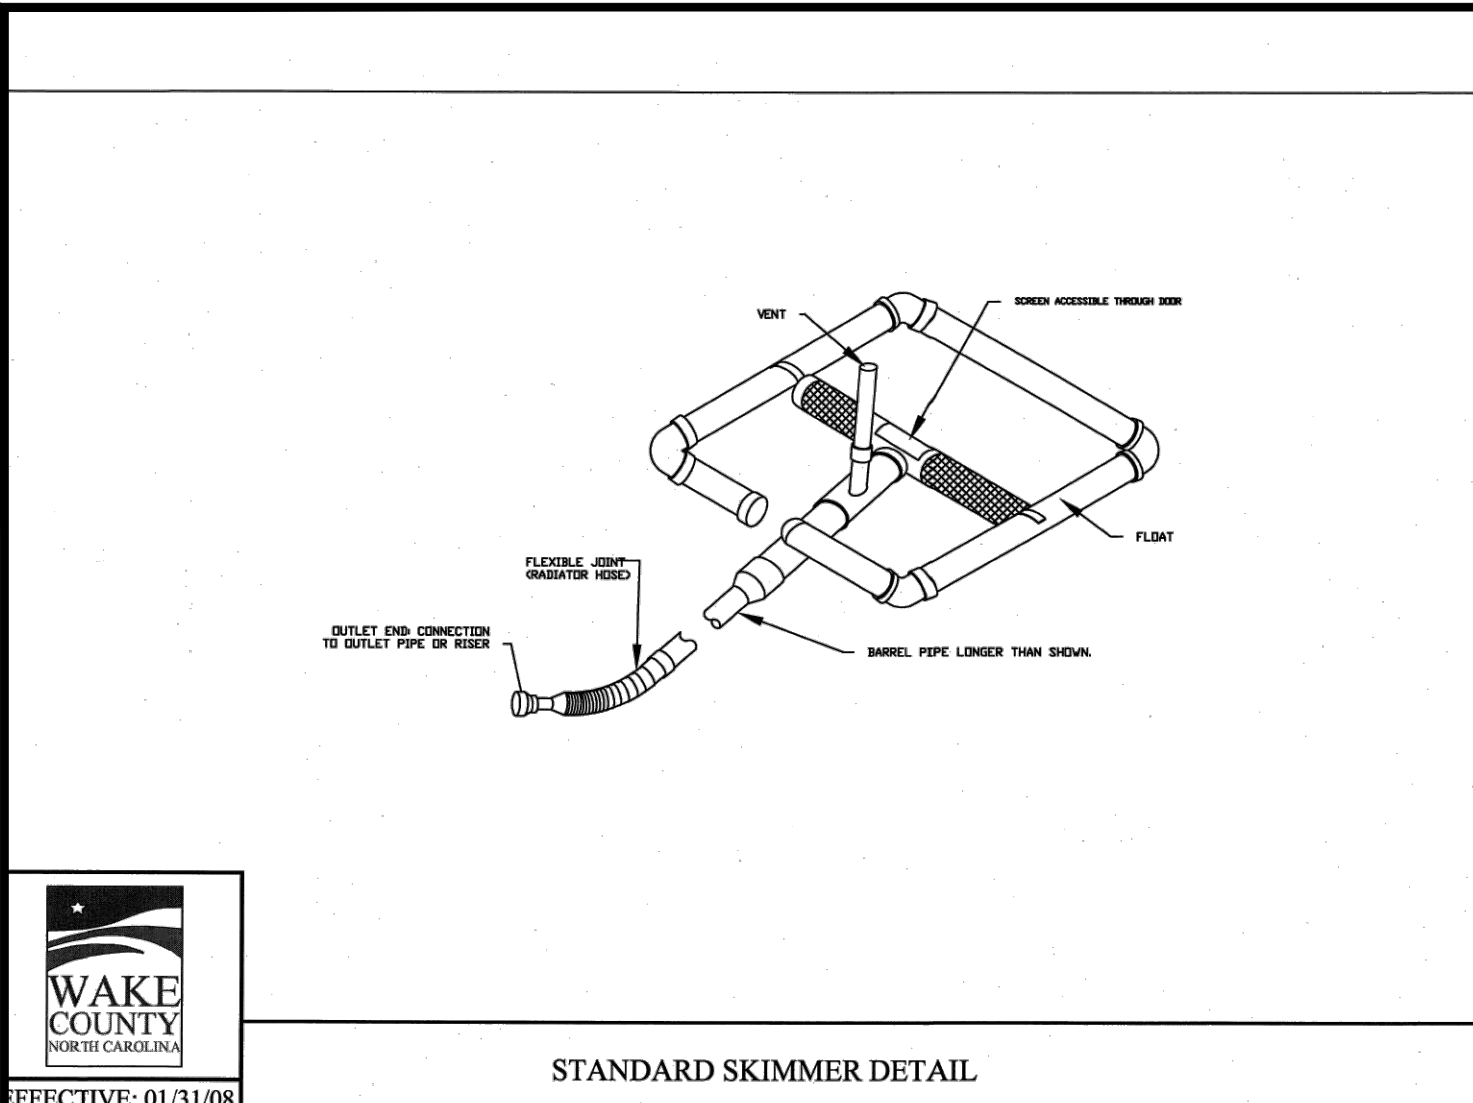 VENT
SCREEN ACCESSIBLE THROUGH DOOR
FLOAT
FLEXIBLE JOINT
(RADIATOR HOSE)
OUTLET END: CONNECTION
TO OUTLET PIPE OR RISER
BARREL PIPE LONGER THAN SHOWN.
WAKE
COUNTY
NORTH CAROLINA
EFFECTIVE: 01/31/08
STANDARD SKIMMER DETAIL